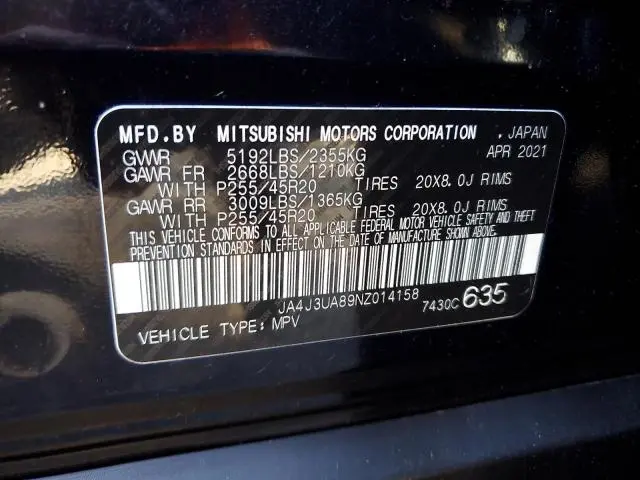 MFD.BY MITSUBISHI MOTORS CORPORATION , JAPAN
GVWR 5192LBS/2355KG APR 2021
GAWR FR 2668LBS/1210KG
WITH P255/45R20 TIRES 20X8.0J RIMS
GAWR RR 3009LBS/1365KG
WITH P255/45R20 TIRES 20X8.0J RIMS
THIS VEHICLE CONFORMS TO ALL APPLICABLE FEDERAL MOTOR VEHICLE SAFETY AND THEFT
PREVENTION STANDARDS IN EFFECT ON THE DATE OF MANUFACTURE SHOWN ABOVE.
JA4J3UA89NZ014158 7430C 635
VEHICLE TYPE: MPV